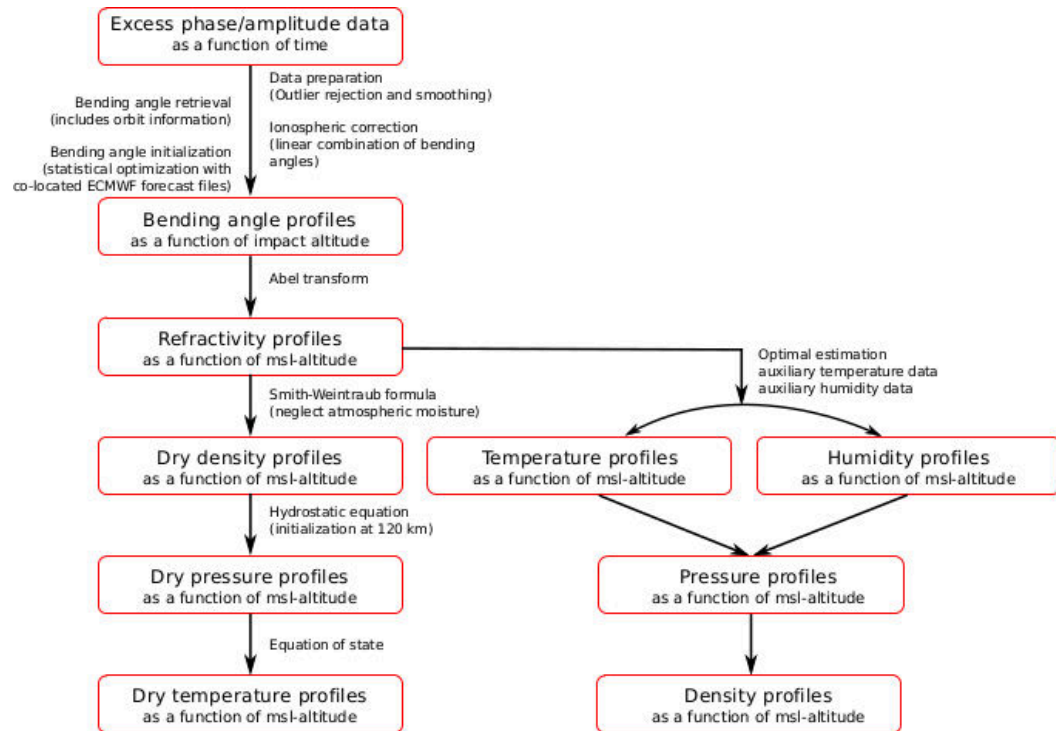 Excess phase/amplitude data
as a function of time
Data preparation
(Outlier rejection and smoothing)
Bending angle retrieval
(includes orbit information)
Ionospheric correction
(linear combination of bending
angles)
Bending angle initialization
(statistical optimization with
co-located ECMWF forecast files)
Bending angle profiles
as a function of impact altitude
Abel transform
Refractivity profiles
as a function of msl-altitude
Optimal estimation
auxiliary temperature data
auxiliary humidity data
Smith-Weintraub formula
(neglect atmospheric moisture)
Dry density profiles
as a function of msl-altitude
Temperature profiles
as a function of msl-altitude
Humidity profiles
as a function of msl-altitude
Hydrostatic equation
(initialization at 120 km)
Dry pressure profiles
as a function of msl-altitude
Pressure profiles
as a function of msl-altitude
Equation of state
Dry temperature profiles
as a function of msl-altitude
Density profiles
as a function of msl-altitude